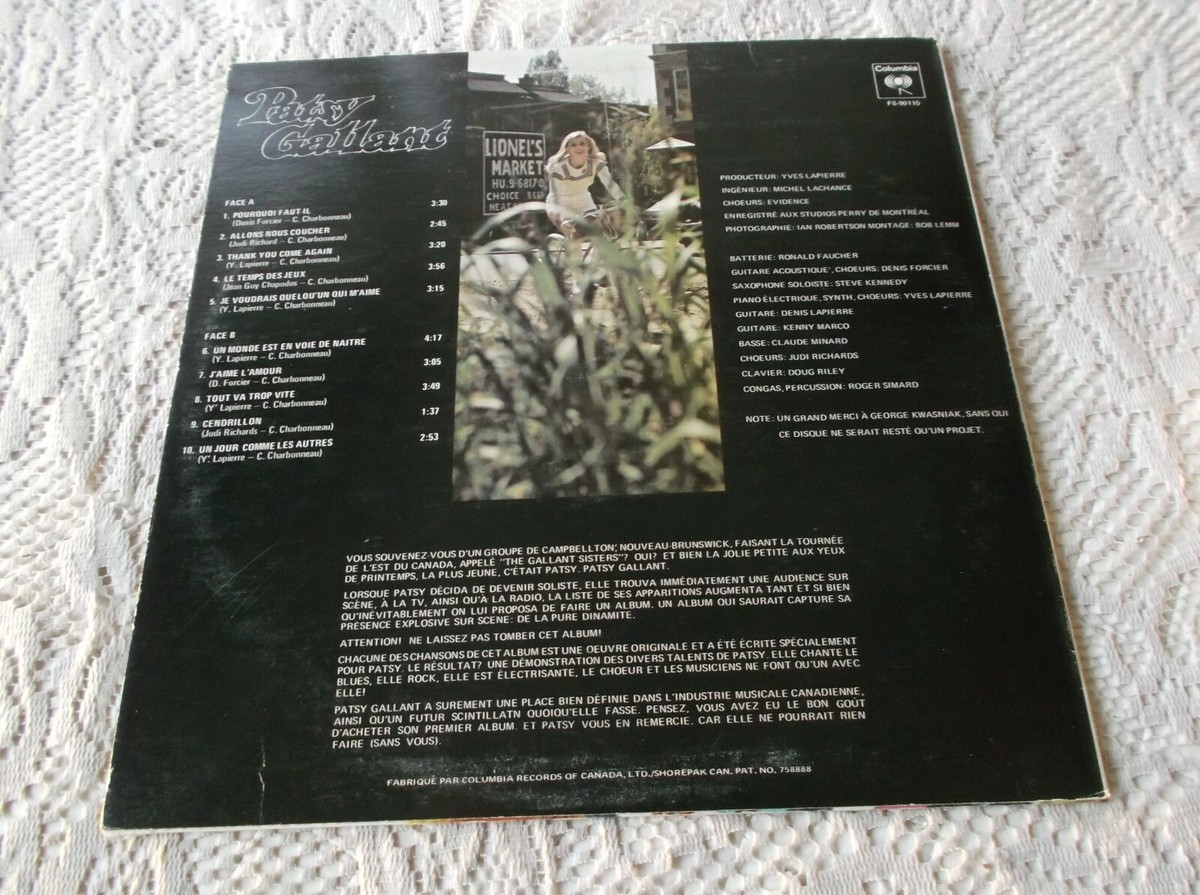 Patsy
Gallant
FACE A
1. POURQUOI FAUT-IL 3:30
(Denis Forcier – C. Charbonneau)
2. ALLONS NOUS COUCHER 2:45
(Judi Richard – C. Charbonneau)
3. THANK YOU COME AGAIN 3:20
(Y. Lapierre – C. Charbonneau)
4. LE TEMPS DES JEUX 3:56
(Jean Guy Chapados – C. Charbonneau)
5. JE VOUDRAIS QUELQU'UN QUI M'AIME 3:15
(Y. Lapierre – C. Charbonneau)
FACE B
6. UN MONDE EST EN VOIE DE NAITRE 4:17
(Y. Lapierre – C. Charbonneau)
7. J'AIME L'AMOUR 3:05
(D. Forcier – C. Charbonneau)
8. TOUT VA TROP VITE 3:49
(Y' Lapierre – C. Charbonneau)
9. CENDRILLON 1:37
(Judi Richards – C. Charbonneau)
10. UN JOUR COMME LES AUTRES 2:53
(Y. Lapierre – C. Charbonneau)
LIONEL'S
MARKET
HU.9-68170
CHOICE BEEF
MEAT
Columbia
FS-90115
PRODUCTEUR: YVES LAPIERRE
INGÉNIEUR: MICHEL LACHANCE
CHOEURS: EVIDENCE
ENREGISTRÉ AUX STUDIOS PERRY DE MONTRÉAL
PHOTOGRAPHIE: IAN ROBERTSON MONTAGE: BOB LEMM
BATTERIE: RONALD FAUCHER
GUITARE ACOUSTIQUE', CHOEURS: DENIS FORCIER
SAXOPHONE SOLOISTE: STEVE KENNEDY
PIANO ÉLECTRIQUE, SYNTH, CHOEURS: YVES LAPIERRE
GUITARE: DENIS LAPIERRE
GUITARE: KENNY MARCO
BASSE: CLAUDE MINARD
CHOEURS: JUDI RICHARDS
CLAVIER: DOUG RILEY
CONGAS, PERCUSSION: ROGER SIMARD
NOTE: UN GRAND MERCI À GEORGE KWASNIAK, SANS QUI
CE DISQUE NE SERAIT RESTÉ QU'UN PROJET.
VOUS SOUVENEZ-VOUS D'UN GROUPE DE CAMPBELLTON, NOUVEAU-BRUNSWICK, FAISANT LA TOURNÉE
DE L'EST DU CANADA, APPELÉ "THE GALLANT SISTERS"? OUI? ET BIEN LA JOLIE PETITE AUX YEUX
DE PRINTEMPS, LA PLUS JEUNE, C'ÉTAIT PATSY. PATSY GALLANT.
LORSQUE PATSY DÉCIDA DE DEVENIR SOLISTE, ELLE TROUVA IMMÉDIATEMENT UNE AUDIENCE SUR
SCÈNE, À LA TV, AINSI QU'À LA RADIO, LA LISTE DE SES APPARITIONS AUGMENTA TANT ET SI BIEN
QU'INÉVITABLEMENT ON LUI PROPOSA DE FAIRE UN ALBUM. UN ALBUM QUI SAURAIT CAPTURE SA
PRÉSENCE EXPLOSIVE SUR SCENE: DE LA PURE DINAMITE.
ATTENTION! NE LAISSEZ PAS TOMBER CET ALBUM!
CHACUNE DES CHANSONS DE CET ALBUM EST UNE OEUVRE ORIGINALE ET A ÉTÉ ÉCRITE SPÉCIALEMENT
POUR PATSY. LE RÉSULTAT? UNE DÉMONSTRATION DES DIVERS TALENTS DE PATSY. ELLE CHANTE LE
BLUES, ELLE ROCK, ELLE EST ÉLECTRISANTE, LE CHOEUR ET LES MUSICIENS NE FONT QU'UN AVEC
ELLE!
PATSY GALLANT A SUREMENT UNE PLACE BIEN DÉFINIE DANS L'INDUSTRIE MUSICALE CANADIENNE,
AINSI QU'UN FUTUR SCINTILLATN QUOIQU'ELLE FASSE. PENSEZ, VOUS AVEZ EU LE BON GOÛT
D'ACHETER SON PREMIER ALBUM. ET PATSY VOUS EN REMERCIE. CAR ELLE NE POURRAIT RIEN
FAIRE (SANS VOUS).
FABRIQUÉ PAR COLUMBIA RECORDS OF CANADA, LTD./SHOREPAK CAN. PAT. NO. 758888